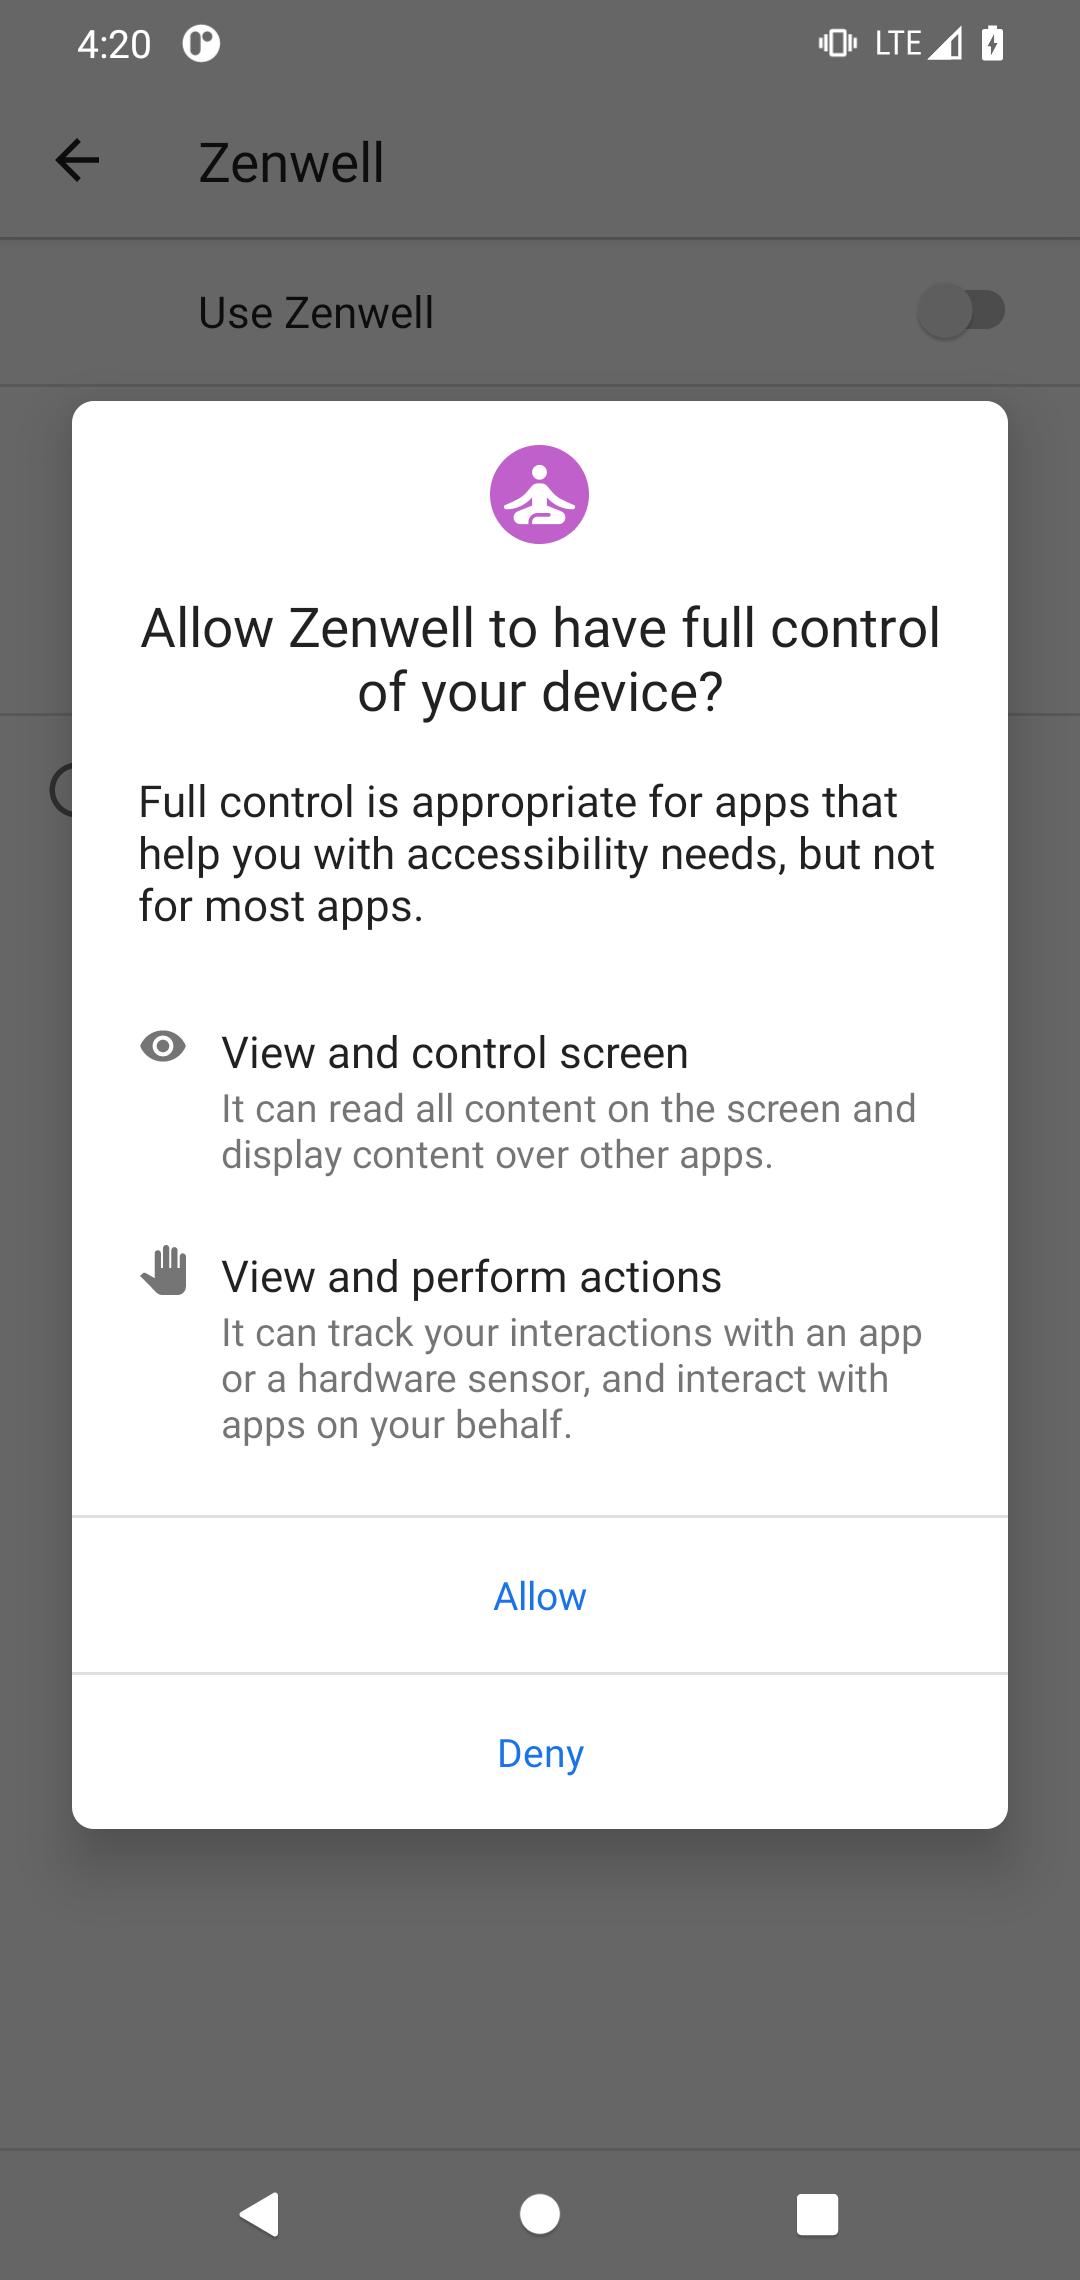 4:20
LTE
Zenwell
Use Zenwell
Allow Zenwell to have full control
of your device?
Full control is appropriate for apps that
help you with accessibility needs, but not
for most apps.
View and control screen
It can read all content on the screen and
display content over other apps.
View and perform actions
It can track your interactions with an app
or a hardware sensor, and interact with
apps on your behalf.
Allow
Deny